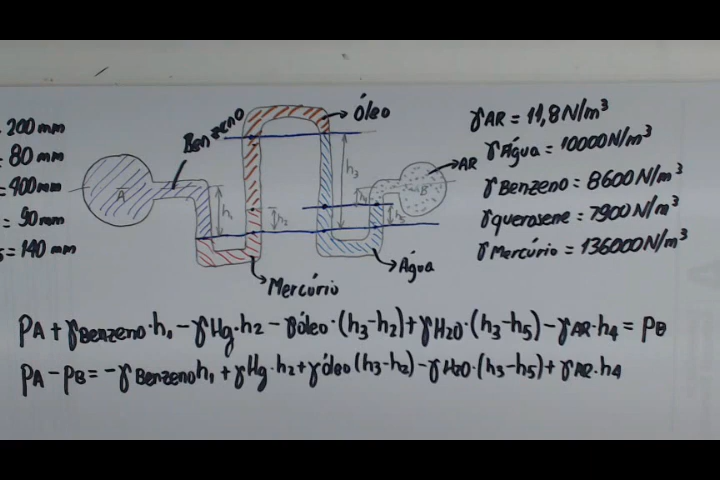 200 mm
80 mm
=400 mm
= 90 mm
= 140 mm
Benzeno
Óleo
AR
A
B
h1
h2
h3
h5
Mercúrio
Água
γAR = 11,8 N/m³
γÁgua = 10000 N/m³
γBenzeno = 8600 N/m³
γquerosene = 7900 N/m³
γMercúrio = 136000 N/m³
PA + γBenzeno·h1 - γHg·h2 - γóleo·(h3-h2) + γH2O·(h3-h5) - γAR·h4 = PB
PA - PB = - γBenzeno h1 + γHg·h2 + γóleo(h3-h2) - γH2O·(h3-h5) + γAR·h4